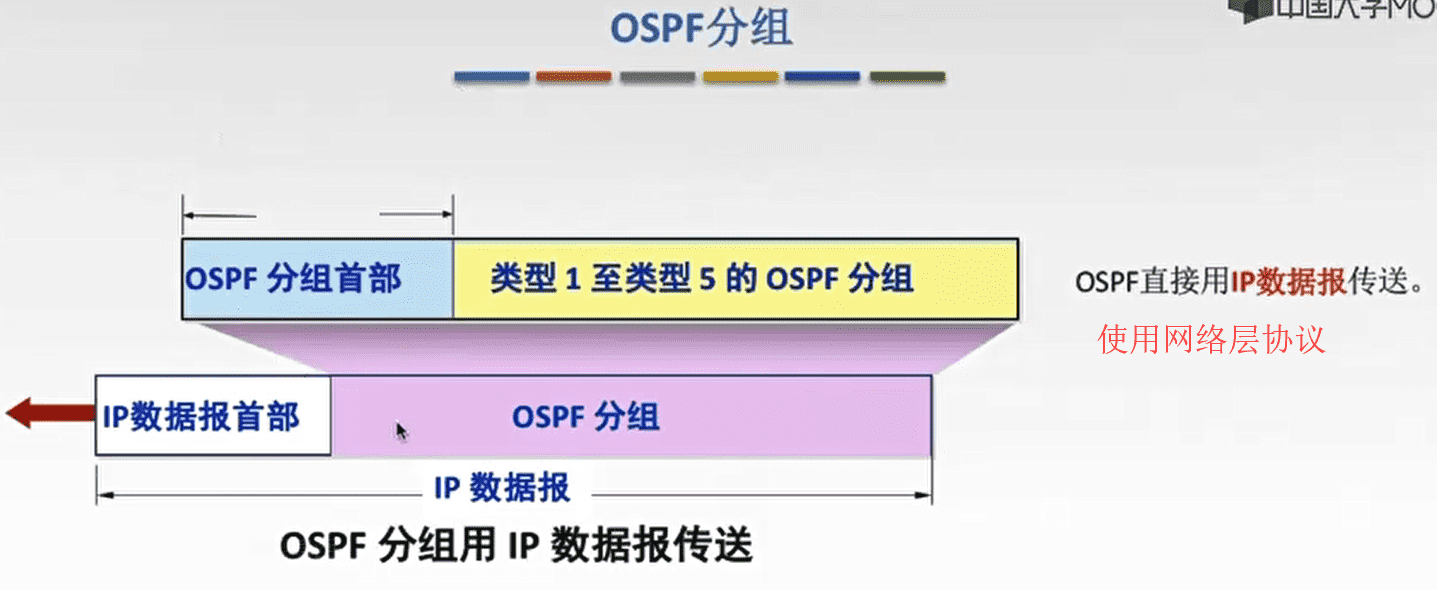 中国大学MO
OSPF分组
OSPF 分组首部
类型 1 至类型 5 的 OSPF 分组
OSPF直接用IP数据报传送。
使用网络层协议
IP数据报首部
OSPF 分组
IP 数据报
OSPF 分组用 IP 数据报传送